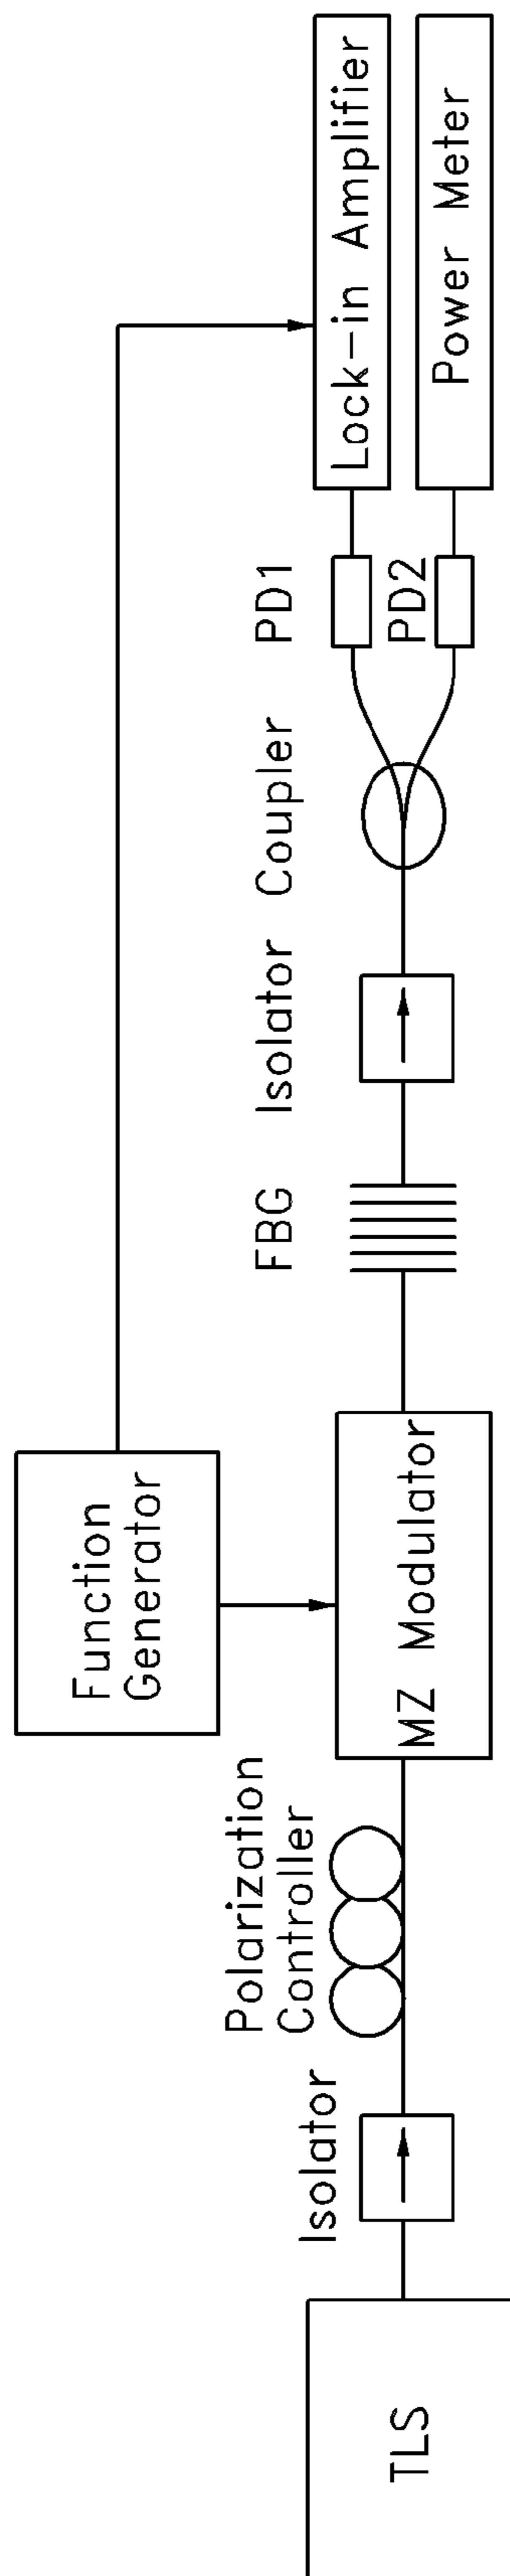 TLS
Isolator
Polarization
Controller
Function
Generator
MZ Modulator
FBG
Isolator
Coupler
PD1
PD2
Lock-in Amplifier
Power Meter